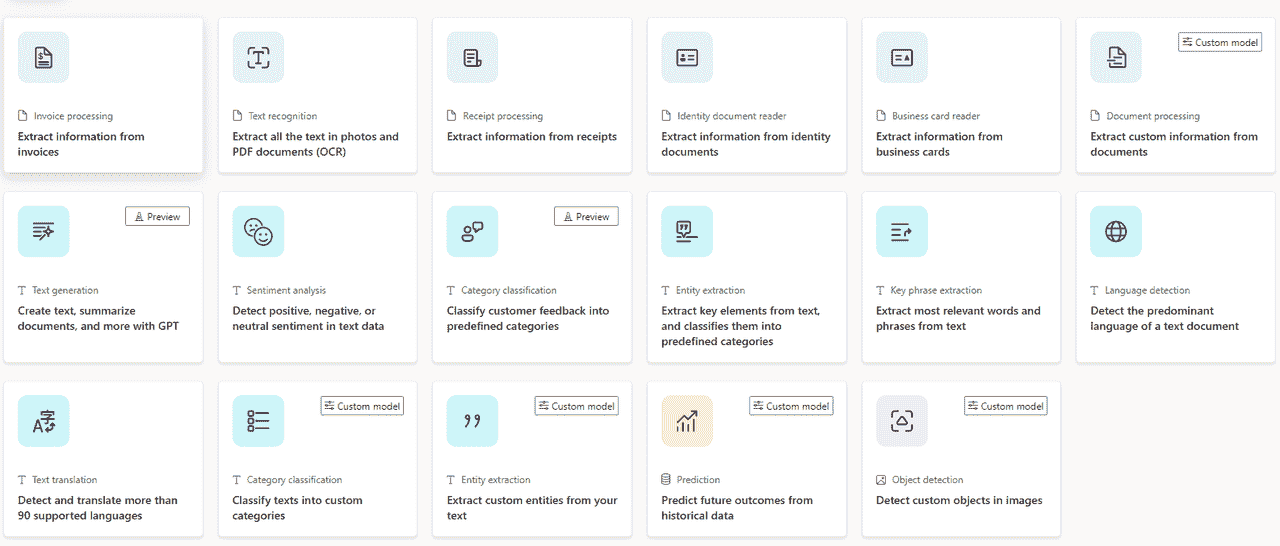 Invoice processing
Extract information from
invoices
Text recognition
Extract all the text in photos and
PDF documents (OCR)
Receipt processing
Extract information from receipts
Identity document reader
Extract information from identity
documents
Business card reader
Extract information from
business cards
Custom model
Document processing
Extract custom information from
documents
Preview
Text generation
Create text, summarize
documents, and more with GPT
Sentiment analysis
Detect positive, negative, or
neutral sentiment in text data
Preview
Category classification
Classify customer feedback into
predefined categories
Entity extraction
Extract key elements from text,
and classifies them into
predefined categories
Key phrase extraction
Extract most relevant words and
phrases from text
Language detection
Detect the predominant
language of a text document
Text translation
Detect and translate more than
90 supported languages
Custom model
Category classification
Classify texts into custom
categories
Custom model
Entity extraction
Extract custom entities from your
text
Custom model
Prediction
Predict future outcomes from
historical data
Custom model
Object detection
Detect custom objects in images